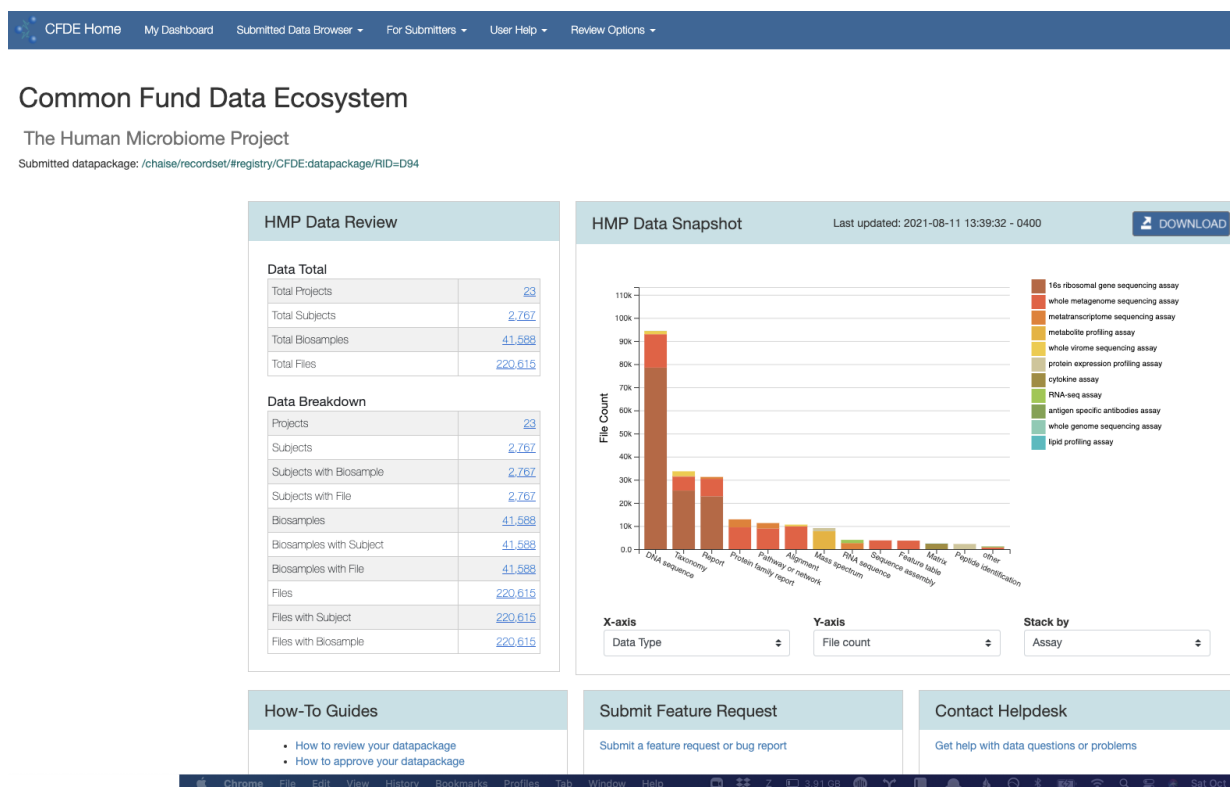 CFDE Home My Dashboard Submitted Data Browser For Submitters User Help Review Options
Common Fund Data Ecosystem
The Human Microbiome Project
Submitted datapackage: /chaise/recordset/#registry/CFDE:datapackage/RID=D94
HMP Data Review
Data Total
Total Projects 23
Total Subjects 2,767
Total Biosamples 41,588
Total Files 220,615
Data Breakdown
Projects 23
Subjects 2,767
Subjects with Biosample 2,767
Subjects with File 2,767
Biosamples 41,588
Biosamples with Subject 41,588
Biosamples with File 41,588
Files 220,615
Files with Subject 220,615
Files with Biosample 220,615
HMP Data Snapshot Last updated: 2021-08-11 13:39:32 - 0400 DOWNLOAD
File Count
110k
100k
90k
80k
70k
60k
50k
40k
30k
20k
10k
0.0
DNA sequence
Taxonomy
Report
Protein family report
Pathway or network
Alignment
Mass spectrum
RNA sequence
Sequence assembly
Feature table
Matrix
Peptide identification
other
16s ribosomal gene sequencing assay
whole metagenome sequencing assay
metatranscriptome sequencing assay
metabolite profiling assay
whole virome sequencing assay
protein expression profiling assay
cytokine assay
RNA-seq assay
antigen specific antibodies assay
whole genome sequencing assay
lipid profiling assay
X-axis Y-axis Stack by
Data Type File count Assay
How-To Guides
How to review your datapackage
How to approve your datapackage
Submit Feature Request
Submit a feature request or bug report
Contact Helpdesk
Get help with data questions or problems
Chrome File Edit View History Bookmarks Profiles Tab Window Help Z 3.91 GB Sat Oct